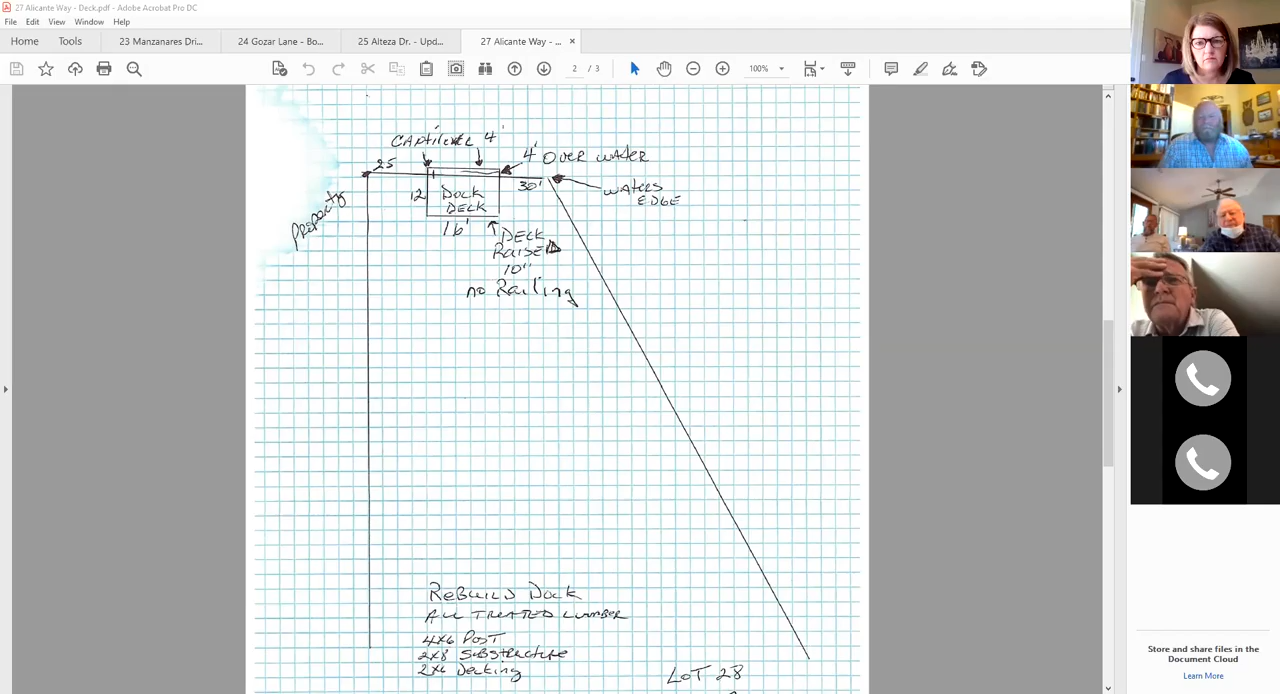 27 Alicante Way - Deck.pdf - Adobe Acrobat Pro DC
File Edit View Window Help
Home Tools 23 Manzanares Dri... 24 Gozar Lane - Bo... 25 Alteza Dr. - Upd... 27 Alicante Way - ... ×
2 / 3 100%
CAPTILEVER 4'
25 4' OVER WATER
30'
WATERS
EDGE
12 DOCK
DECK
16'
PROPERTY
DECK
RAISED
10"
no Railing
REBUILD DOCK
ALL TREATED LUMBER
4x6 POST
2x8 SUBSTRUCTURE
2x6 Decking
LOT 28
Store and share files in the
Document Cloud
Learn More